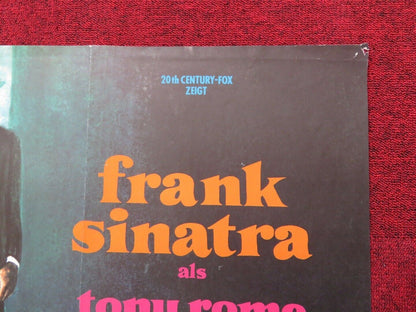 20th CENTURY-FOX
ZEIGT
frank
sinatra
als
tony rome